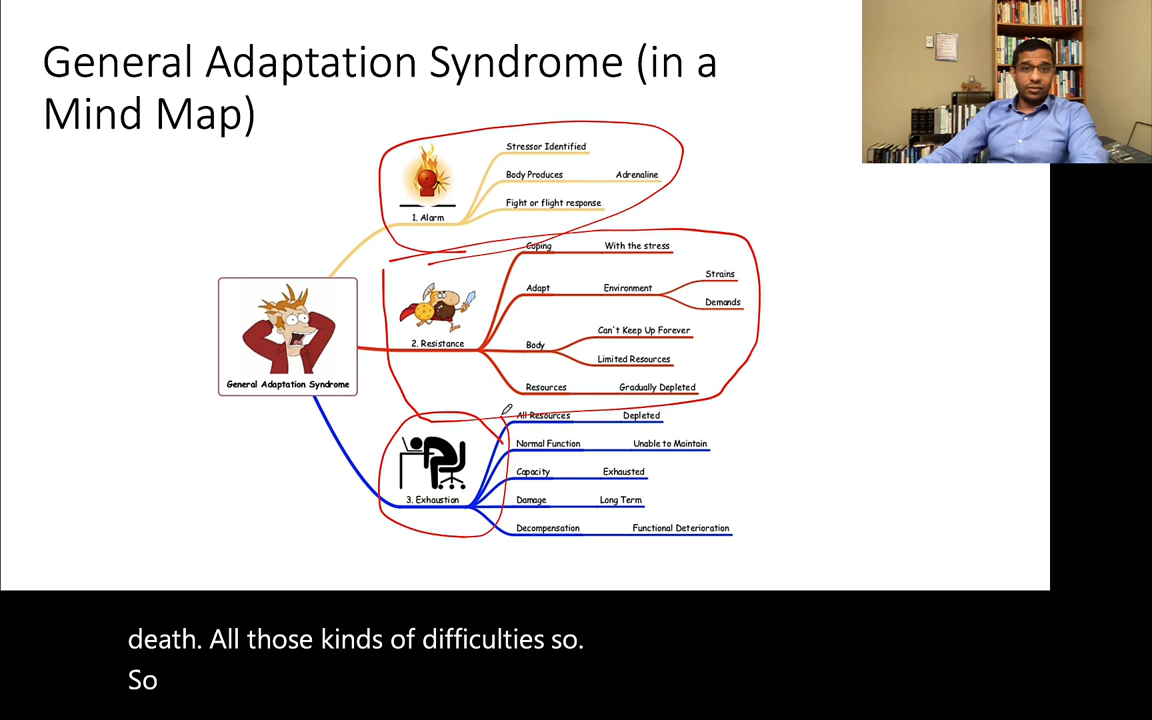 General Adaptation Syndrome (in a
Mind Map)
Stressor Identified
Body Produces Adrenaline
Fight or flight response
1. Alarm
Coping With the stress
Strains
Adapt Environment
Demands
Can't Keep Up Forever
2. Resistance
Body
Limited Resources
Resources Gradually Depleted
General Adaptation Syndrome
All Resources Depleted
Normal Function Unable to Maintain
Capacity Exhausted
3. Exhaustion
Damage Long Term
Decompensation Functional Deterioration
death. All those kinds of difficulties so.
So